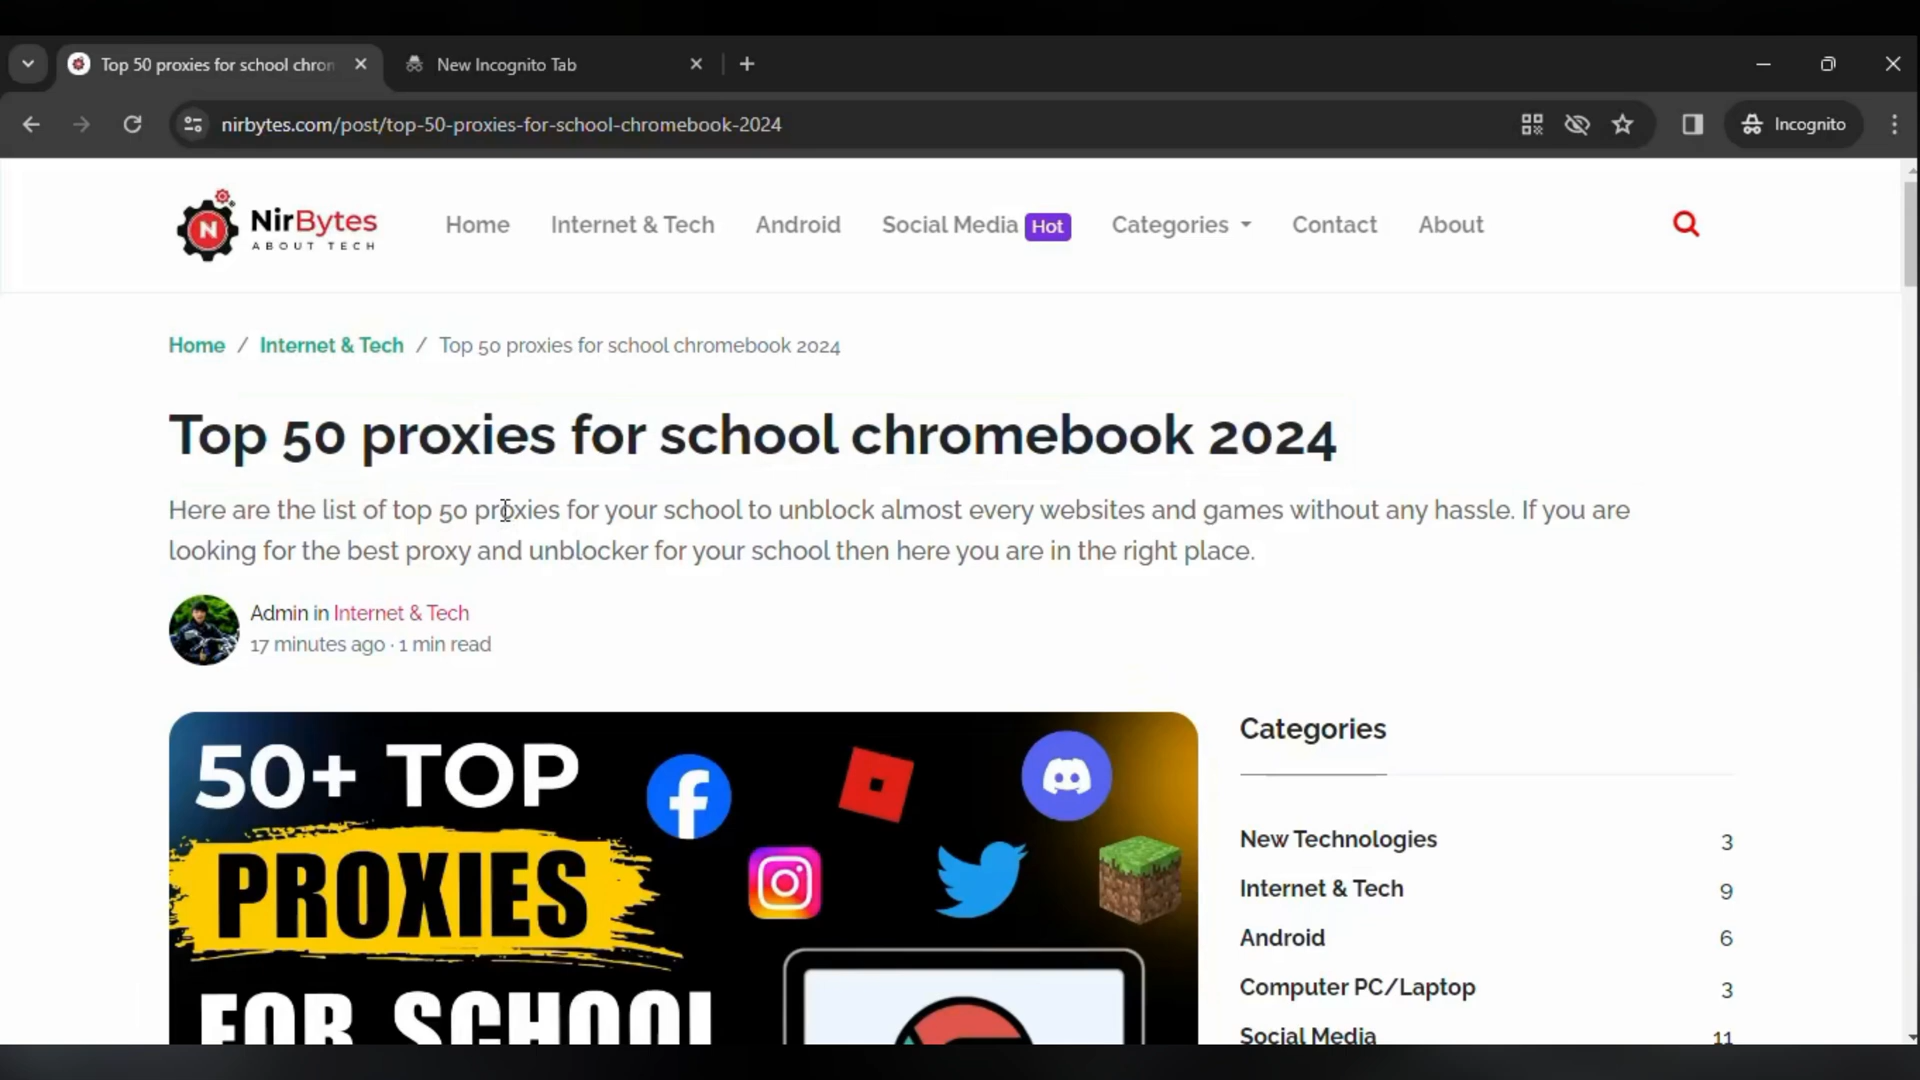 Top 50 proxies for school chron
New Incognito Tab
nirbytes.com/post/top-50-proxies-for-school-chromebook-2024
Incognito
N NirBytes
ABOUT TECH
Home
Internet & Tech
Android
Social Media Hot
Categories
Contact
About
Home / Internet & Tech / Top 50 proxies for school chromebook 2024
Top 50 proxies for school chromebook 2024
Here are the list of top 50 proxies for your school to unblock almost every websites and games without any hassle. If you are
looking for the best proxy and unblocker for your school then here you are in the right place.
Admin in Internet & Tech
17 minutes ago · 1 min read
50+ TOP
PROXIES
FOR SCHOOL
Categories
New Technologies 3
Internet & Tech 9
Android 6
Computer PC/Laptop 3
Social Media 11